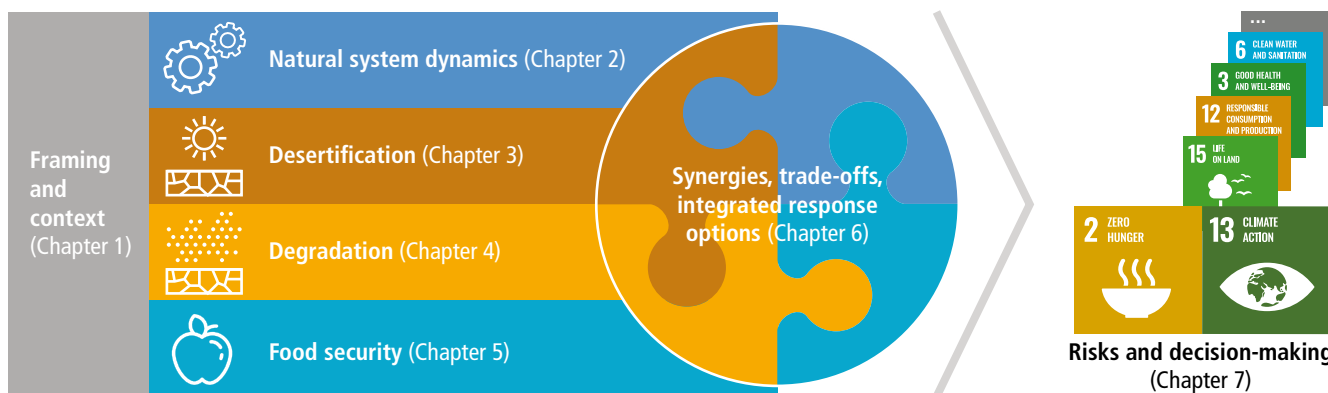 Framing
and
context
(Chapter 1)
Natural system dynamics (Chapter 2)
Desertification (Chapter 3)
Degradation (Chapter 4)
Food security (Chapter 5)
Synergies, trade-offs,
integrated response
options (Chapter 6)
...
6 CLEAN WATER
AND SANITATION
3 GOOD HEALTH
AND WELL-BEING
12 RESPONSIBLE
CONSUMPTION
AND PRODUCTION
15 LIFE
ON LAND
2 ZERO
HUNGER
13 CLIMATE
ACTION
Risks and decision-making
(Chapter 7)